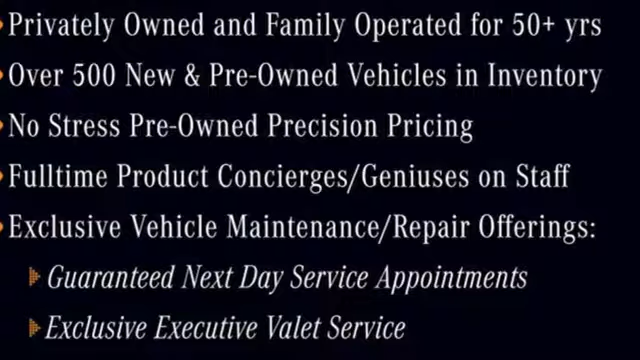 Privately Owned and Family Operated for 50+ yrs
Over 500 New & Pre-Owned Vehicles in Inventory
No Stress Pre-Owned Precision Pricing
Fulltime Product Concierges/Geniuses on Staff
Exclusive Vehicle Maintenance/Repair Offerings:
Guaranteed Next Day Service Appointments
Exclusive Executive Valet Service